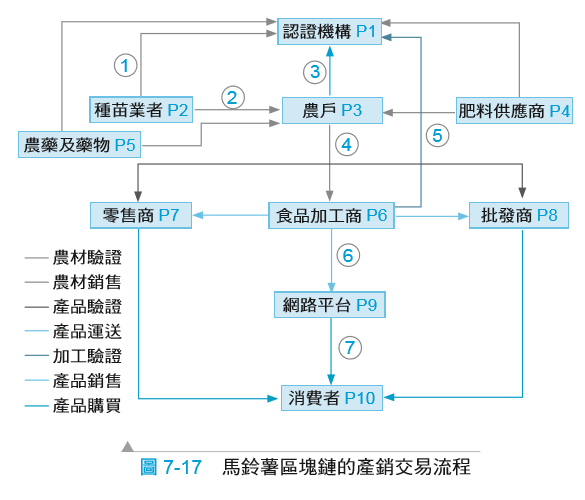 認證機構 P1
①
②
③
種苗業者 P2
農戶 P3
肥料供應商 P4
農藥及藥物 P5
④
⑤
零售商 P7
食品加工商 P6
批發商 P8
農材驗證
農材銷售
產品驗證
產品運送
加工驗證
產品銷售
產品購買
⑥
網路平台 P9
⑦
消費者 P10
圖 7-17 馬鈴薯區塊鏈的產銷交易流程